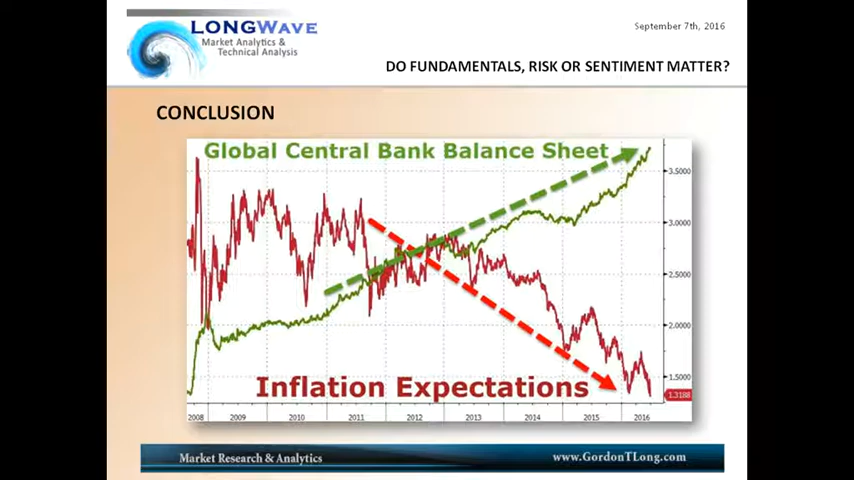 LONGWave
Market Analytics &
Technical Analysis
September 7th, 2016
DO FUNDAMENTALS, RISK OR SENTIMENT MATTER?
CONCLUSION
Global Central Bank Balance Sheet
3.5000
3.0000
2.5000
2.0000
1.5000
1.3188
Inflation Expectations
2008 2009 2010 2011 2012 2013 2014 2015 2016
Market Research & Analytics
www.GordonTLong.com